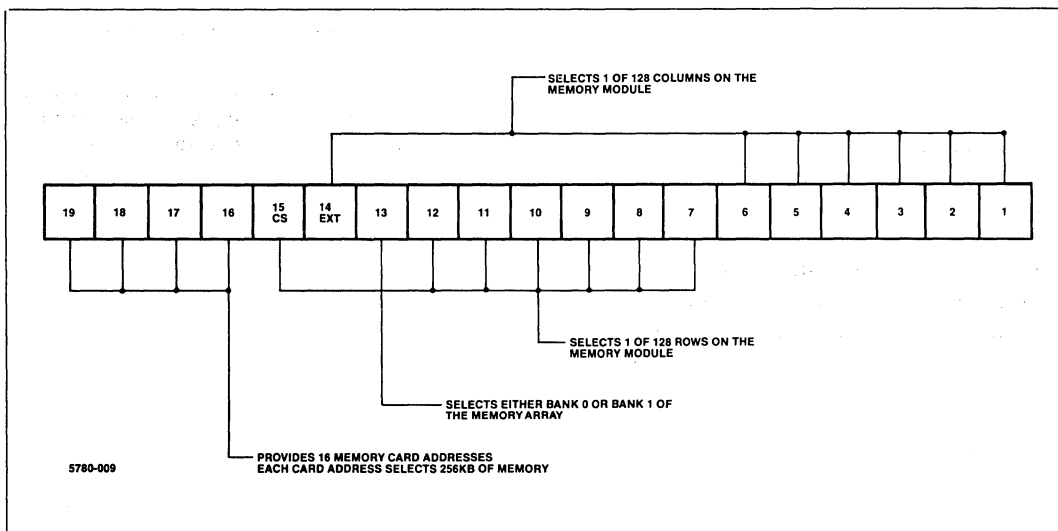 SELECTS 1 OF 128 COLUMNS ON THE
MEMORY MODULE
19 18 17 16 15 CS 14 EXT 13 12 11 10 9 8 7 6 5 4 3 2 1
SELECTS 1 OF 128 ROWS ON THE
MEMORY MODULE
SELECTS EITHER BANK 0 OR BANK 1 OF
THE MEMORY ARRAY
PROVIDES 16 MEMORY CARD ADDRESSES
EACH CARD ADDRESS SELECTS 256KB OF MEMORY
5780-009